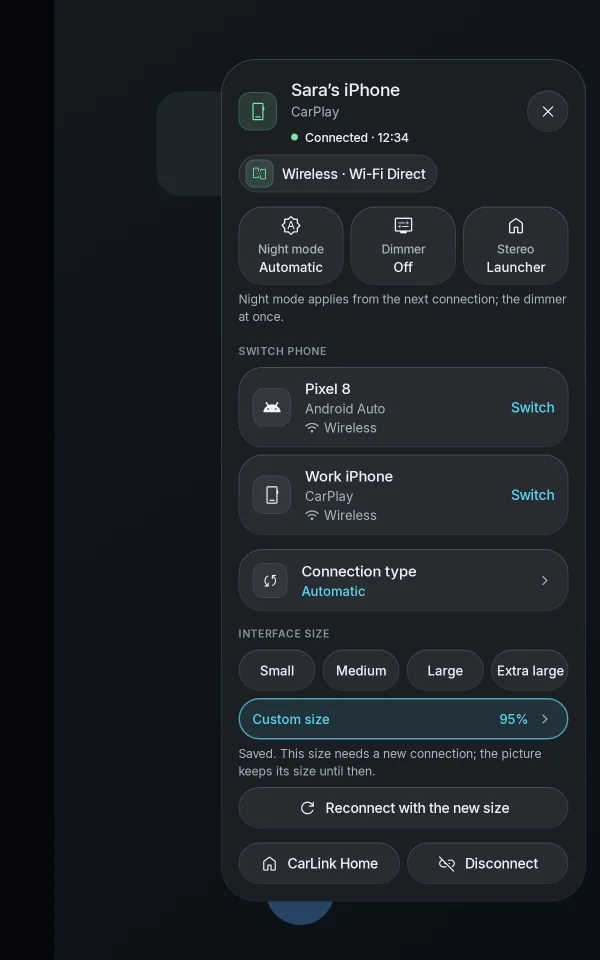 Sara’s iPhone
CarPlay
Connected · 12:34
Wireless · Wi-Fi Direct
Night mode
Automatic
Dimmer
Off
Stereo
Launcher
Night mode applies from the next connection; the dimmer
at once.
SWITCH PHONE
Pixel 8
Android Auto
Wireless
Switch
Work iPhone
CarPlay
Wireless
Switch
Connection type
Automatic
INTERFACE SIZE
Small
Medium
Large
Extra large
Custom size
95%
Saved. This size needs a new connection; the picture
keeps its size until then.
Reconnect with the new size
CarLink Home
Disconnect